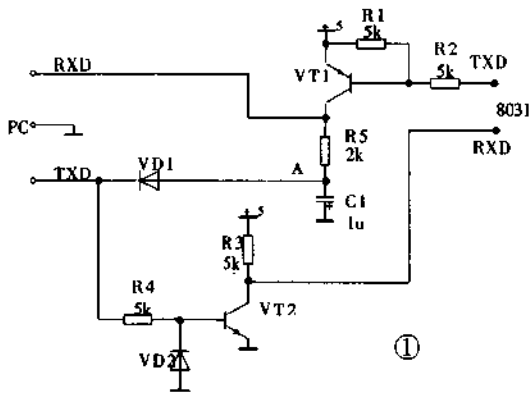 5
R1
5k
R2
5k
TXD
RXD
VT1
8031
PC
R5
2k
RXD
TXD
VD1
A
C1
1u
5
R3
5k
R4
5k
VT2
VD2
①